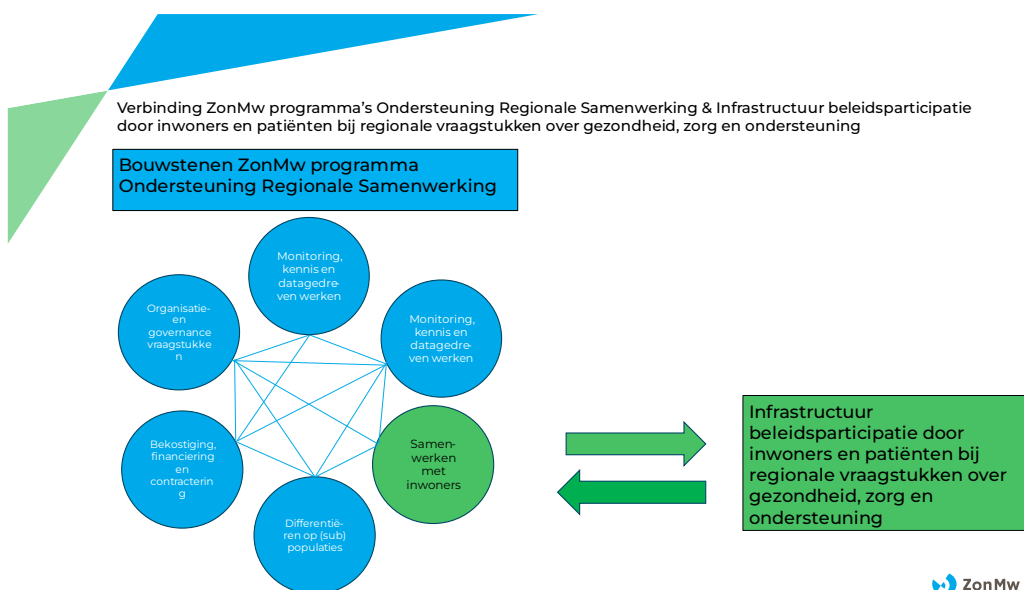 Verbinding ZonMw programma's Ondersteuning Regionale Samenwerking & Infrastructuur beleidsparticipatie
door inwoners en patiënten bij regionale vraagstukken over gezondheid, zorg en ondersteuning
Bouwstenen ZonMw programma
Ondersteuning Regionale Samenwerking
Monitoring,
kennis en
datagedre-
ven werken
Organisatie-
en
governance
vraagstukke
n
Monitoring,
kennis en
datagedre-
ven werken
Bekostiging,
financiering
en
contracterin
g
Samen-
werken
met
inwoners
Differentië-
ren op (sub)
populaties
Infrastructuur
beleidsparticipatie door
inwoners en patiënten bij
regionale vraagstukken over
gezondheid, zorg en
ondersteuning
ZonMw